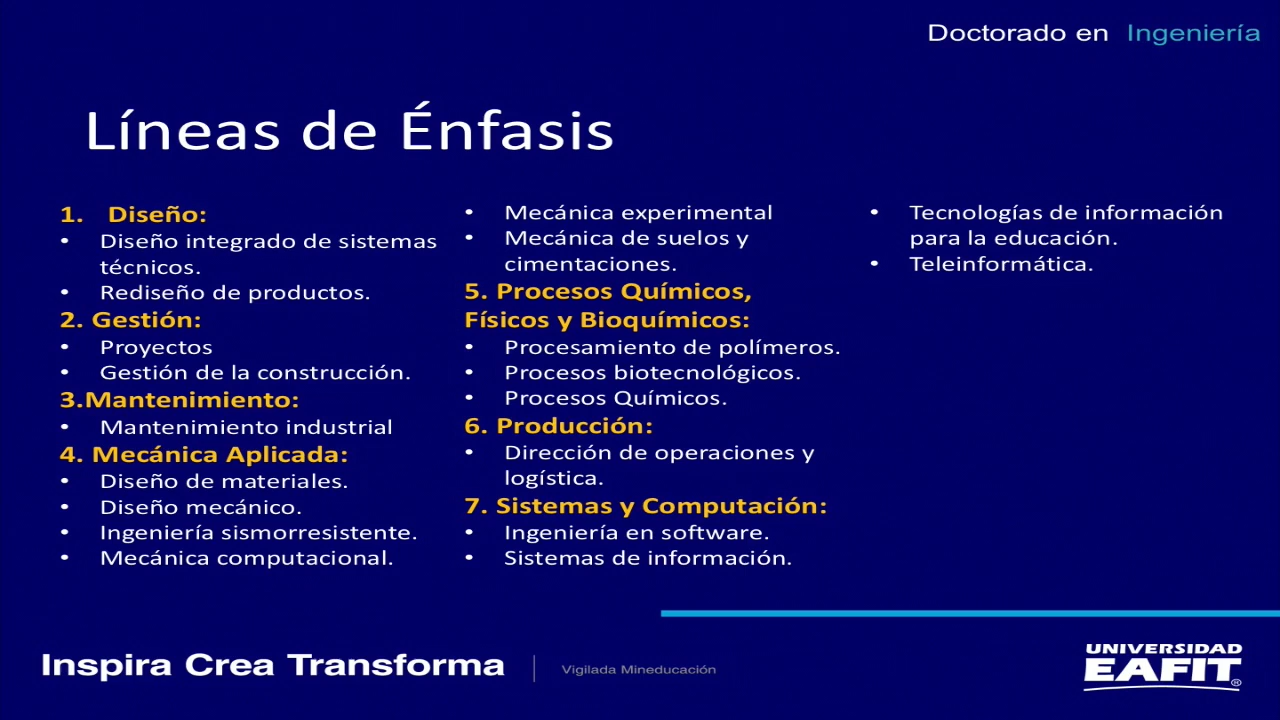 Doctorado en Ingeniería
Líneas de Énfasis
1. Diseño:
• Diseño integrado de sistemas
técnicos.
• Rediseño de productos.
2. Gestión:
• Proyectos
• Gestión de la construcción.
3.Mantenimiento:
• Mantenimiento industrial
4. Mecánica Aplicada:
• Diseño de materiales.
• Diseño mecánico.
• Ingeniería sismorresistente.
• Mecánica computacional.
• Mecánica experimental
• Mecánica de suelos y
cimentaciones.
5. Procesos Químicos,
Físicos y Bioquímicos:
• Procesamiento de polímeros.
• Procesos biotecnológicos.
• Procesos Químicos.
6. Producción:
• Dirección de operaciones y
logística.
7. Sistemas y Computación:
• Ingeniería en software.
• Sistemas de información.
• Tecnologías de información
para la educación.
• Teleinformática.
Inspira Crea Transforma
Vigilada Mineducación
UNIVERSIDAD
EAFIT®